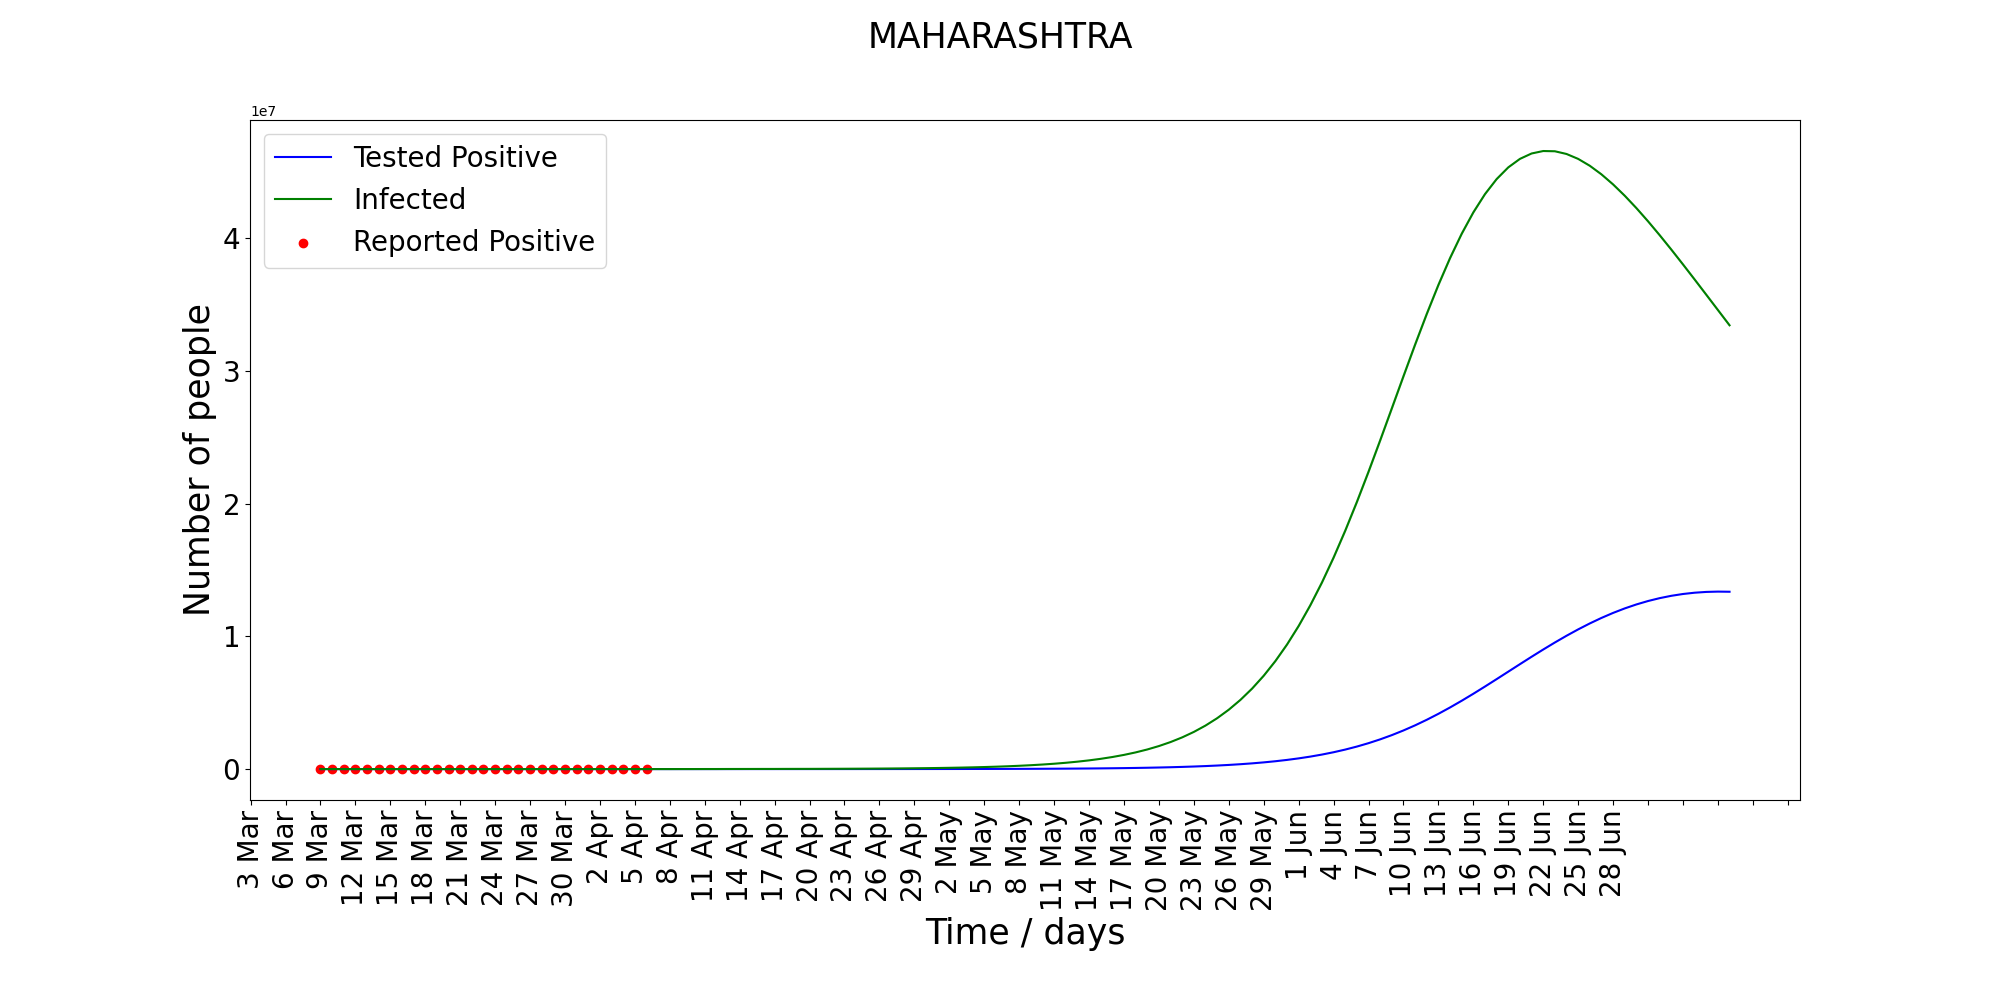 MAHARASHTRA
1e7
Tested Positive
Infected
Reported Positive
4
3
2
1
0
Number of people
3 Mar
6 Mar
9 Mar
12 Mar
15 Mar
18 Mar
21 Mar
24 Mar
27 Mar
30 Mar
2 Apr
5 Apr
8 Apr
11 Apr
14 Apr
17 Apr
20 Apr
23 Apr
26 Apr
29 Apr
2 May
5 May
8 May
11 May
14 May
17 May
20 May
23 May
26 May
29 May
1 Jun
4 Jun
7 Jun
10 Jun
13 Jun
16 Jun
19 Jun
22 Jun
25 Jun
28 Jun
Time / days